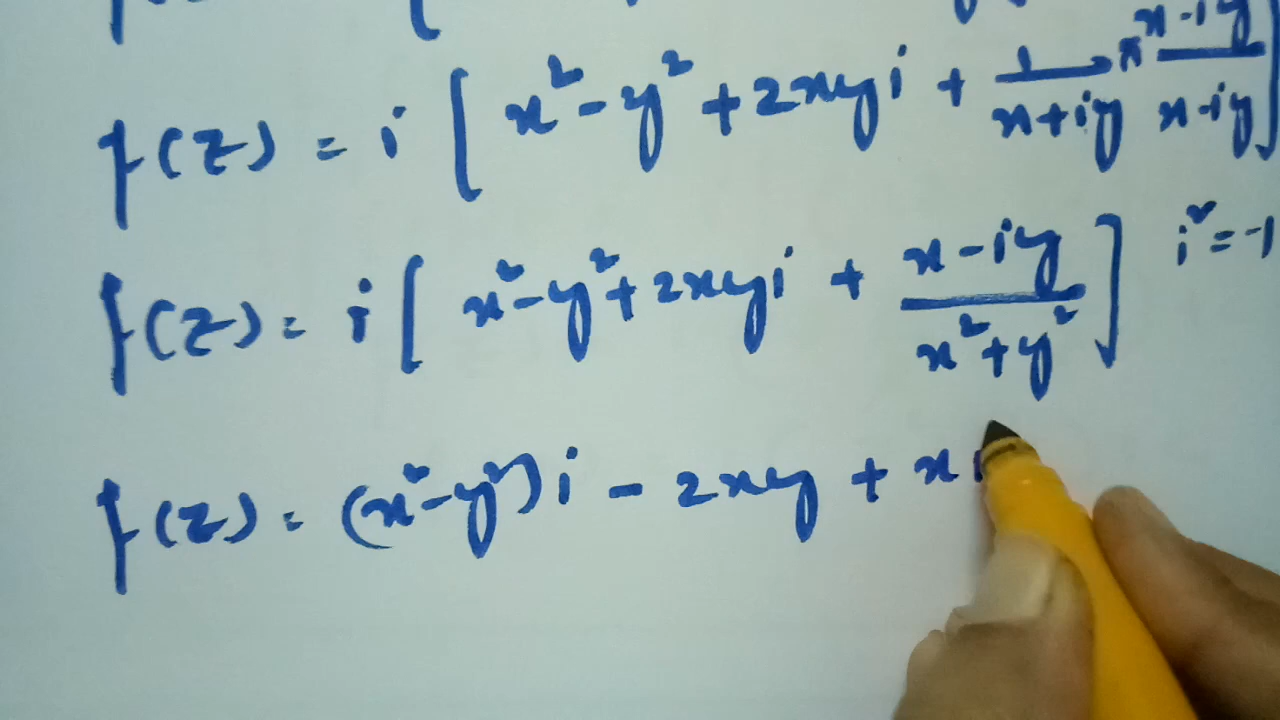 f(z) = i [ x² - y² + 2xyi + 1/(x+iy) × (x-iy)/(x-iy) ]
f(z) = i [ x² - y² + 2xyi + (x-iy)/(x²+y²) ] i² = -1
f(z) = (x² - y²)i - 2xy + x